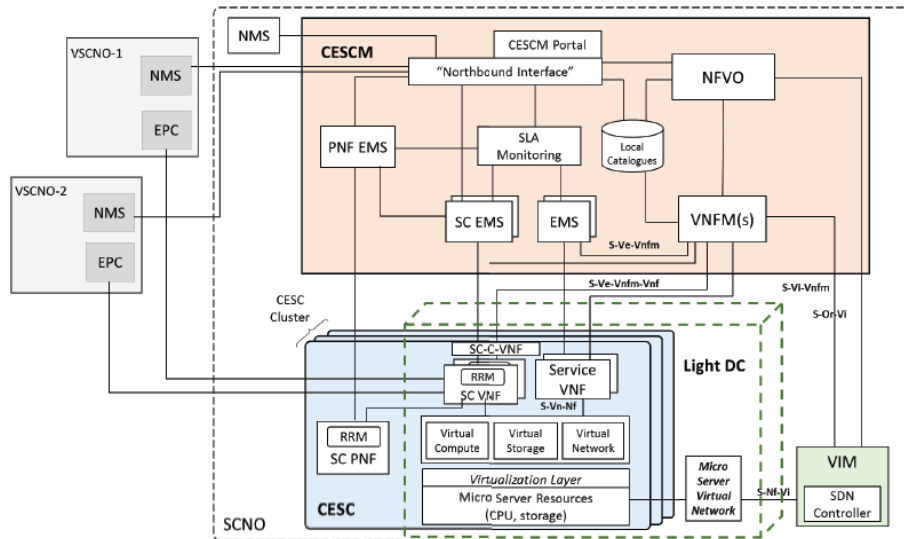 VSCNO-1
NMS
EPC
VSCNO-2
NMS
EPC
NMS
CESCM
CESCM Portal
"Northbound Interface"
NFVO
PNF EMS
SLA
Monitoring
Local
Catalogues
SC EMS
EMS
VNFM(s)
S-Ve-Vnfm
S-Ve-Vnfm-Vnf
S-Vi-Vnfm
S-Or-Vi
CESC
Cluster
SC-C-VNF
RRM
SC VNF
Service
VNF
Light DC
S-Vn-Nf
RRM
SC PNF
Virtual
Compute
Virtual
Storage
Virtual
Network
Virtualization Layer
Micro Server Resources
(CPU, storage)
CESC
SCNO
Micro
Server
Virtual
Network
S-Nf-Vi
VIM
SDN
Controller